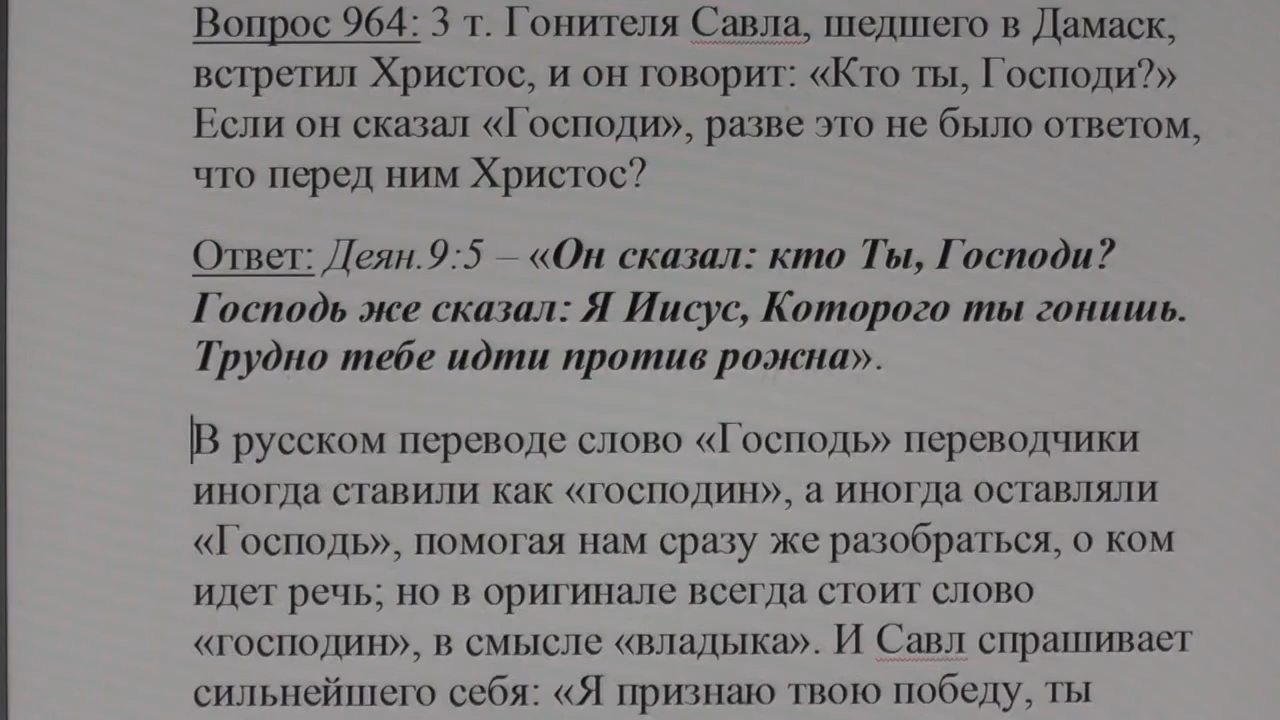 Вопрос 964: 3 т. Гонителя Савла, шедшего в Дамаск,
встретил Христос, и он говорит: «Кто ты, Господи?»
Если он сказал «Господи», разве это не было ответом,
что перед ним Христос?
Ответ: Деян.9:5 – «Он сказал: кто Ты, Господи?
Господь же сказал: Я Иисус, Которого ты гонишь.
Трудно тебе идти против рожна».
В русском переводе слово «Господь» переводчики
иногда ставили как «господин», а иногда оставляли
«Господь», помогая нам сразу же разобраться, о ком
идет речь; но в оригинале всегда стоит слово
«господин», в смысле «владыка». И Савл спрашивает
сильнейшего себя: «Я признаю твою победу, ты